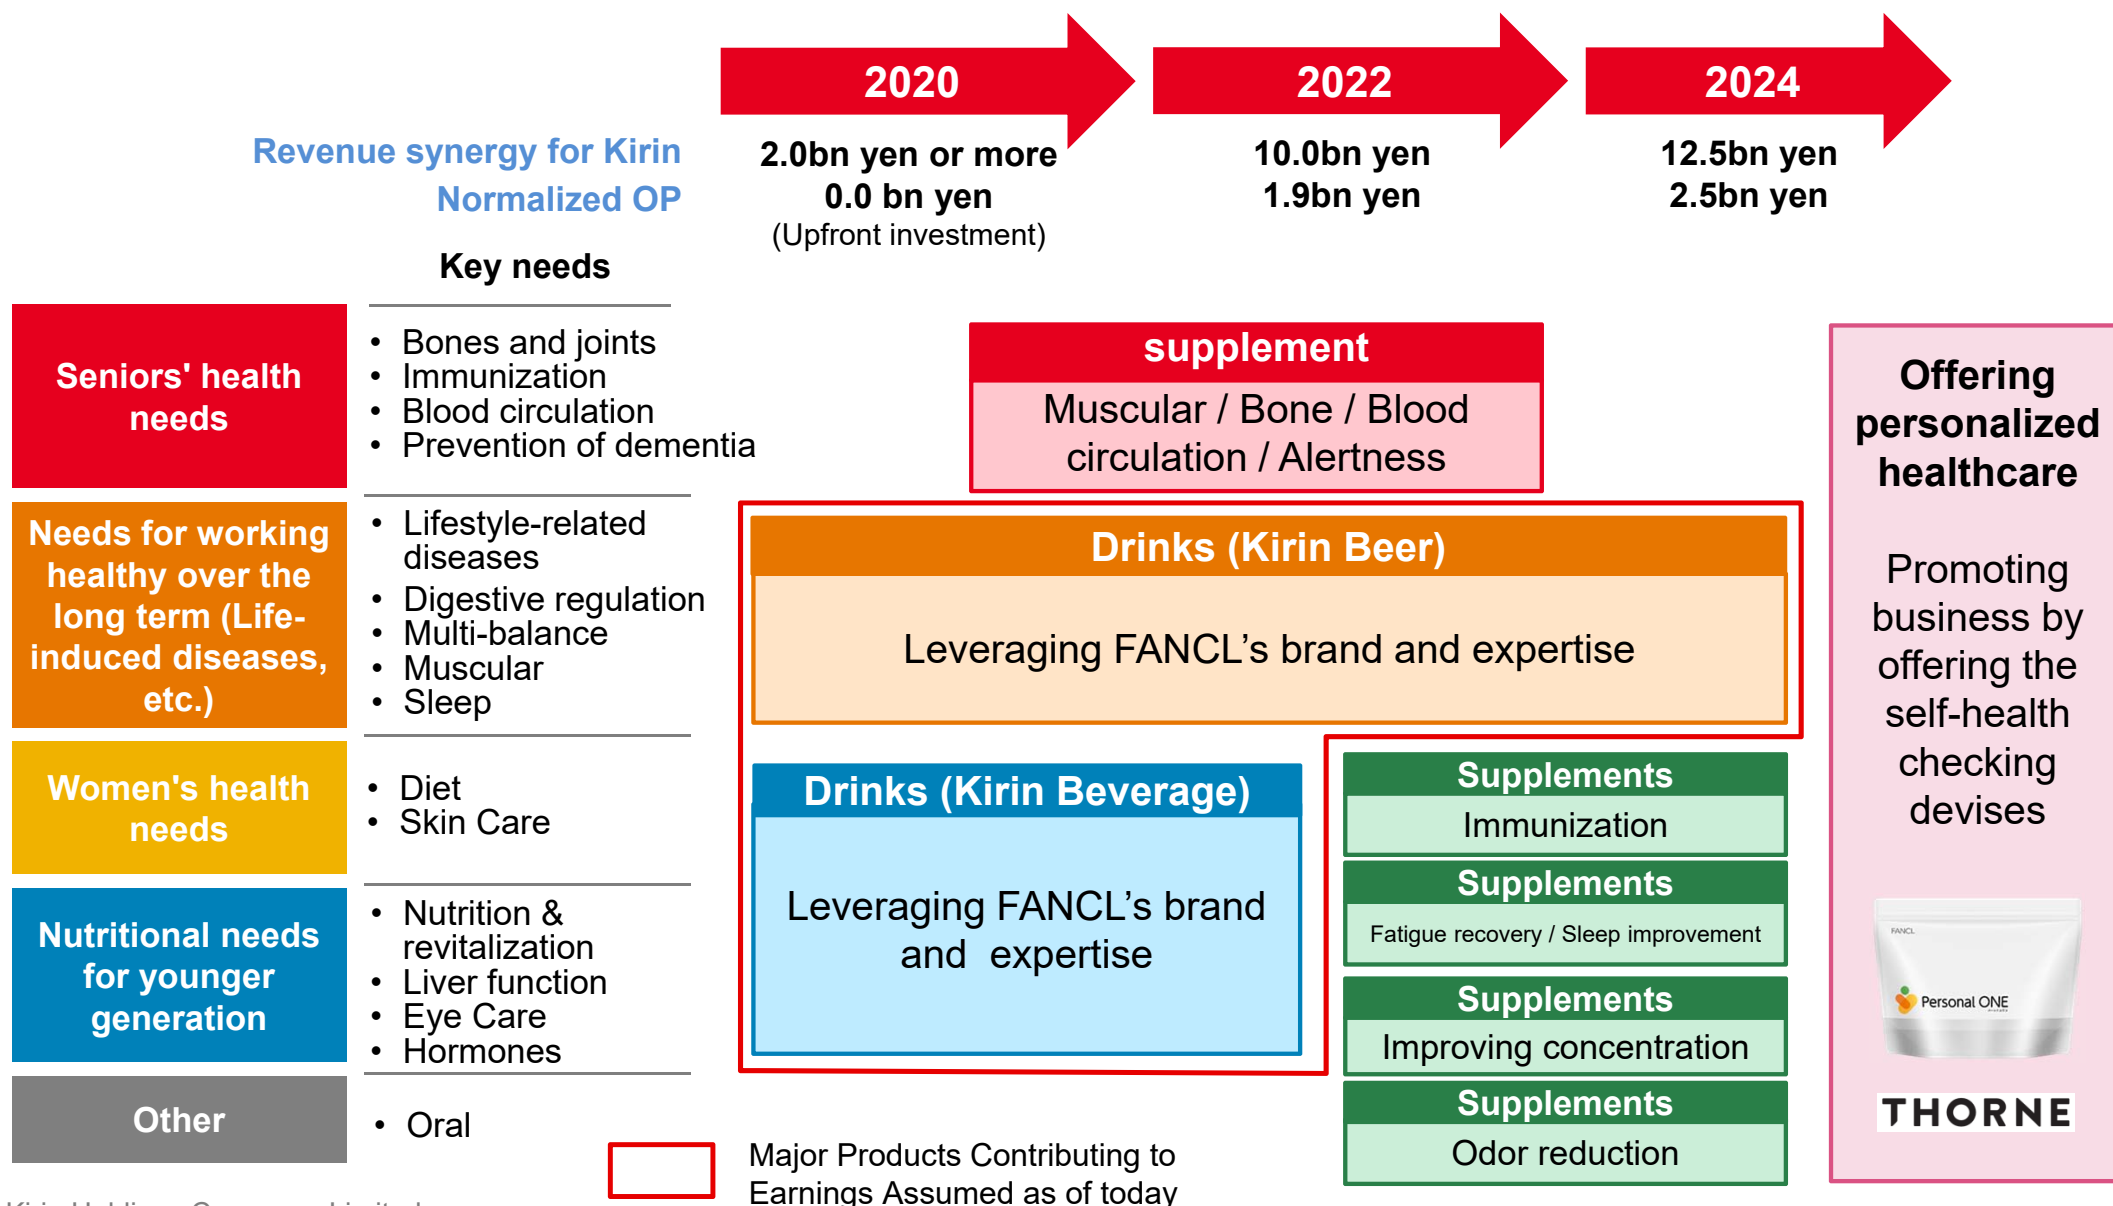 2020
2022
2024
Revenue synergy for Kirin
Normalized OP
2.0bn yen or more
0.0 bn yen
(Upfront investment)
10.0bn yen
1.9bn yen
12.5bn yen
2.5bn yen
Key needs
Seniors' health
needs
• Bones and joints
• Immunization
• Blood circulation
• Prevention of dementia
supplement
Muscular / Bone / Blood
circulation / Alertness
Needs for working
healthy over the
long term (Life-
induced diseases,
etc.)
• Lifestyle-related
diseases
• Digestive regulation
• Multi-balance
• Muscular
• Sleep
Drinks (Kirin Beer)
Leveraging FANCL’s brand and expertise
Women's health
needs
• Diet
• Skin Care
Drinks (Kirin Beverage)
Leveraging FANCL’s brand
and expertise
Nutritional needs
for younger
generation
• Nutrition &
revitalization
• Liver function
• Eye Care
• Hormones
Supplements
Immunization
Supplements
Fatigue recovery / Sleep improvement
Supplements
Improving concentration
Supplements
Odor reduction
Other
• Oral
Major Products Contributing to
Earnings Assumed as of today
Offering
personalized
healthcare
Promoting
business by
offering the
self-health
checking
devises
FANCL
Personal ONE
THORNE